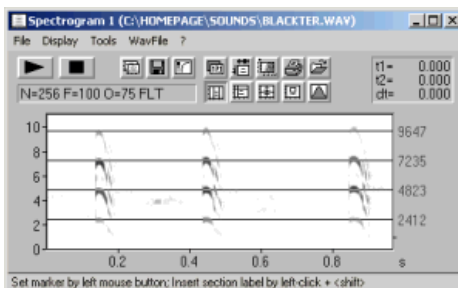 Spectrogram 1 (C:\HOMEPAGE\SOUNDS\BLACKTER.WAV)
File Display Tools WavFile ?
t1= 0.000
t2= 0.000
dt= 0.000
N=256 F=100 O=75 FLT
10
8
6
4
2
0
9647
7235
4823
2412
0.2 0.4 0.6 0.8 s
Set marker by left mouse button; Insert section label by left-click + <shift>